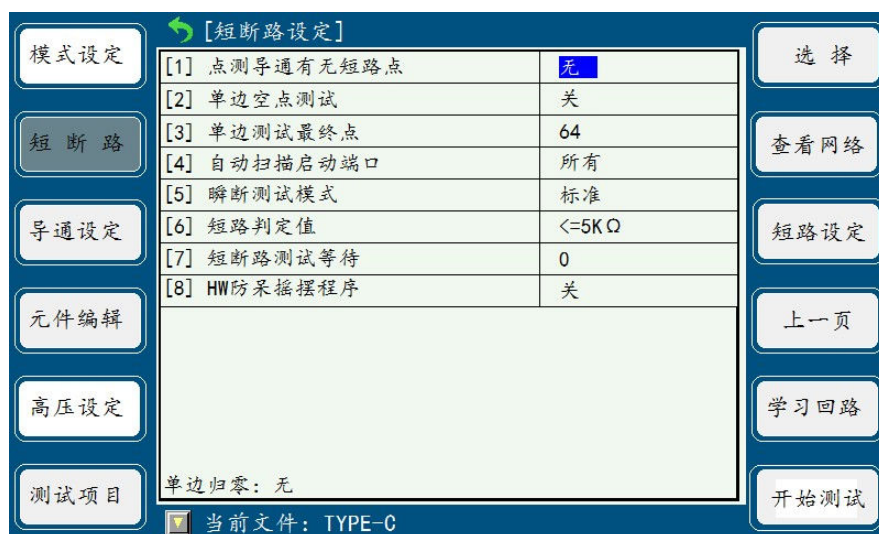 [短断路设定]
模式设定
短 断 路
导通设定
元件编辑
高压设定
测试项目
[1] 点测导通有无短路点 无
[2] 单边空点测试 关
[3] 单边测试最终点 64
[4] 自动扫描启动端口 所有
[5] 瞬断测试模式 标准
[6] 短路判定值 <=5KΩ
[7] 短断路测试等待 0
[8] HW防呆摇摆程序 关
单边归零: 无
当前文件: TYPE-C
选 择
查看网络
短路设定
上一页
学习回路
开始测试